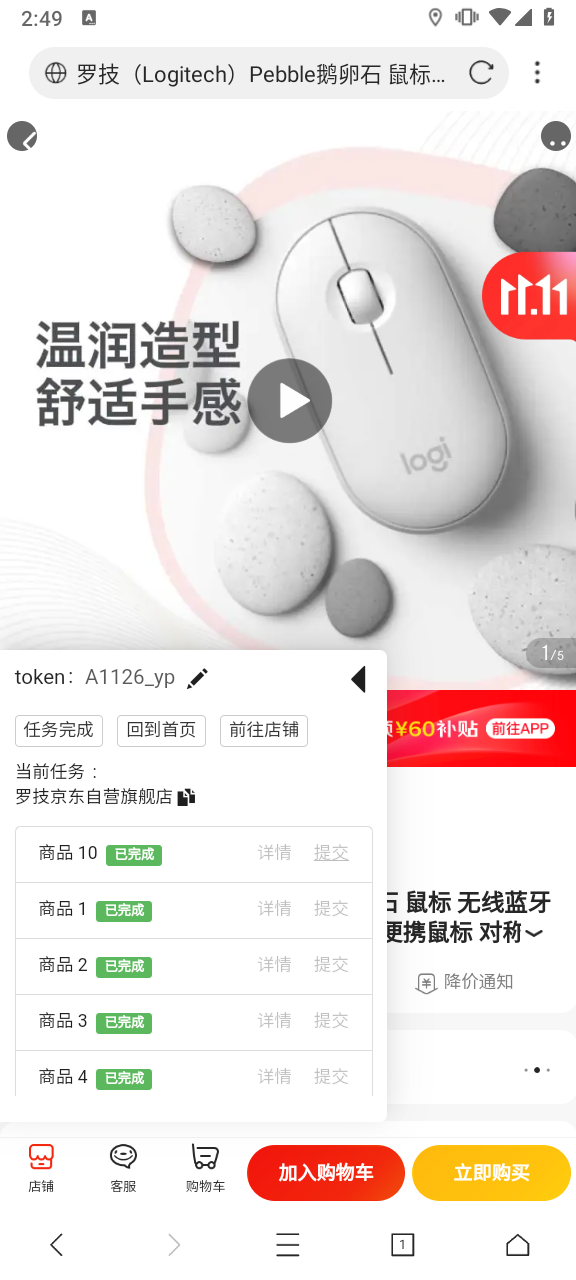 2:49
A
罗技（Logitech）Pebble鹅卵石 鼠标...
11.11
温润造型
舒适手感
logi
1/5
token： A1126_yp
¥60补贴 前往APP
任务完成 回到首页 前往店铺
当前任务 ：
罗技京东自营旗舰店
商品 10 已完成 详情 提交
商品 1 已完成 详情 提交
石 鼠标 无线蓝牙
便携鼠标 对称
商品 2 已完成 详情 提交
降价通知
商品 3 已完成 详情 提交
商品 4 已完成 详情 提交
店铺 客服 购物车 加入购物车 立即购买
1